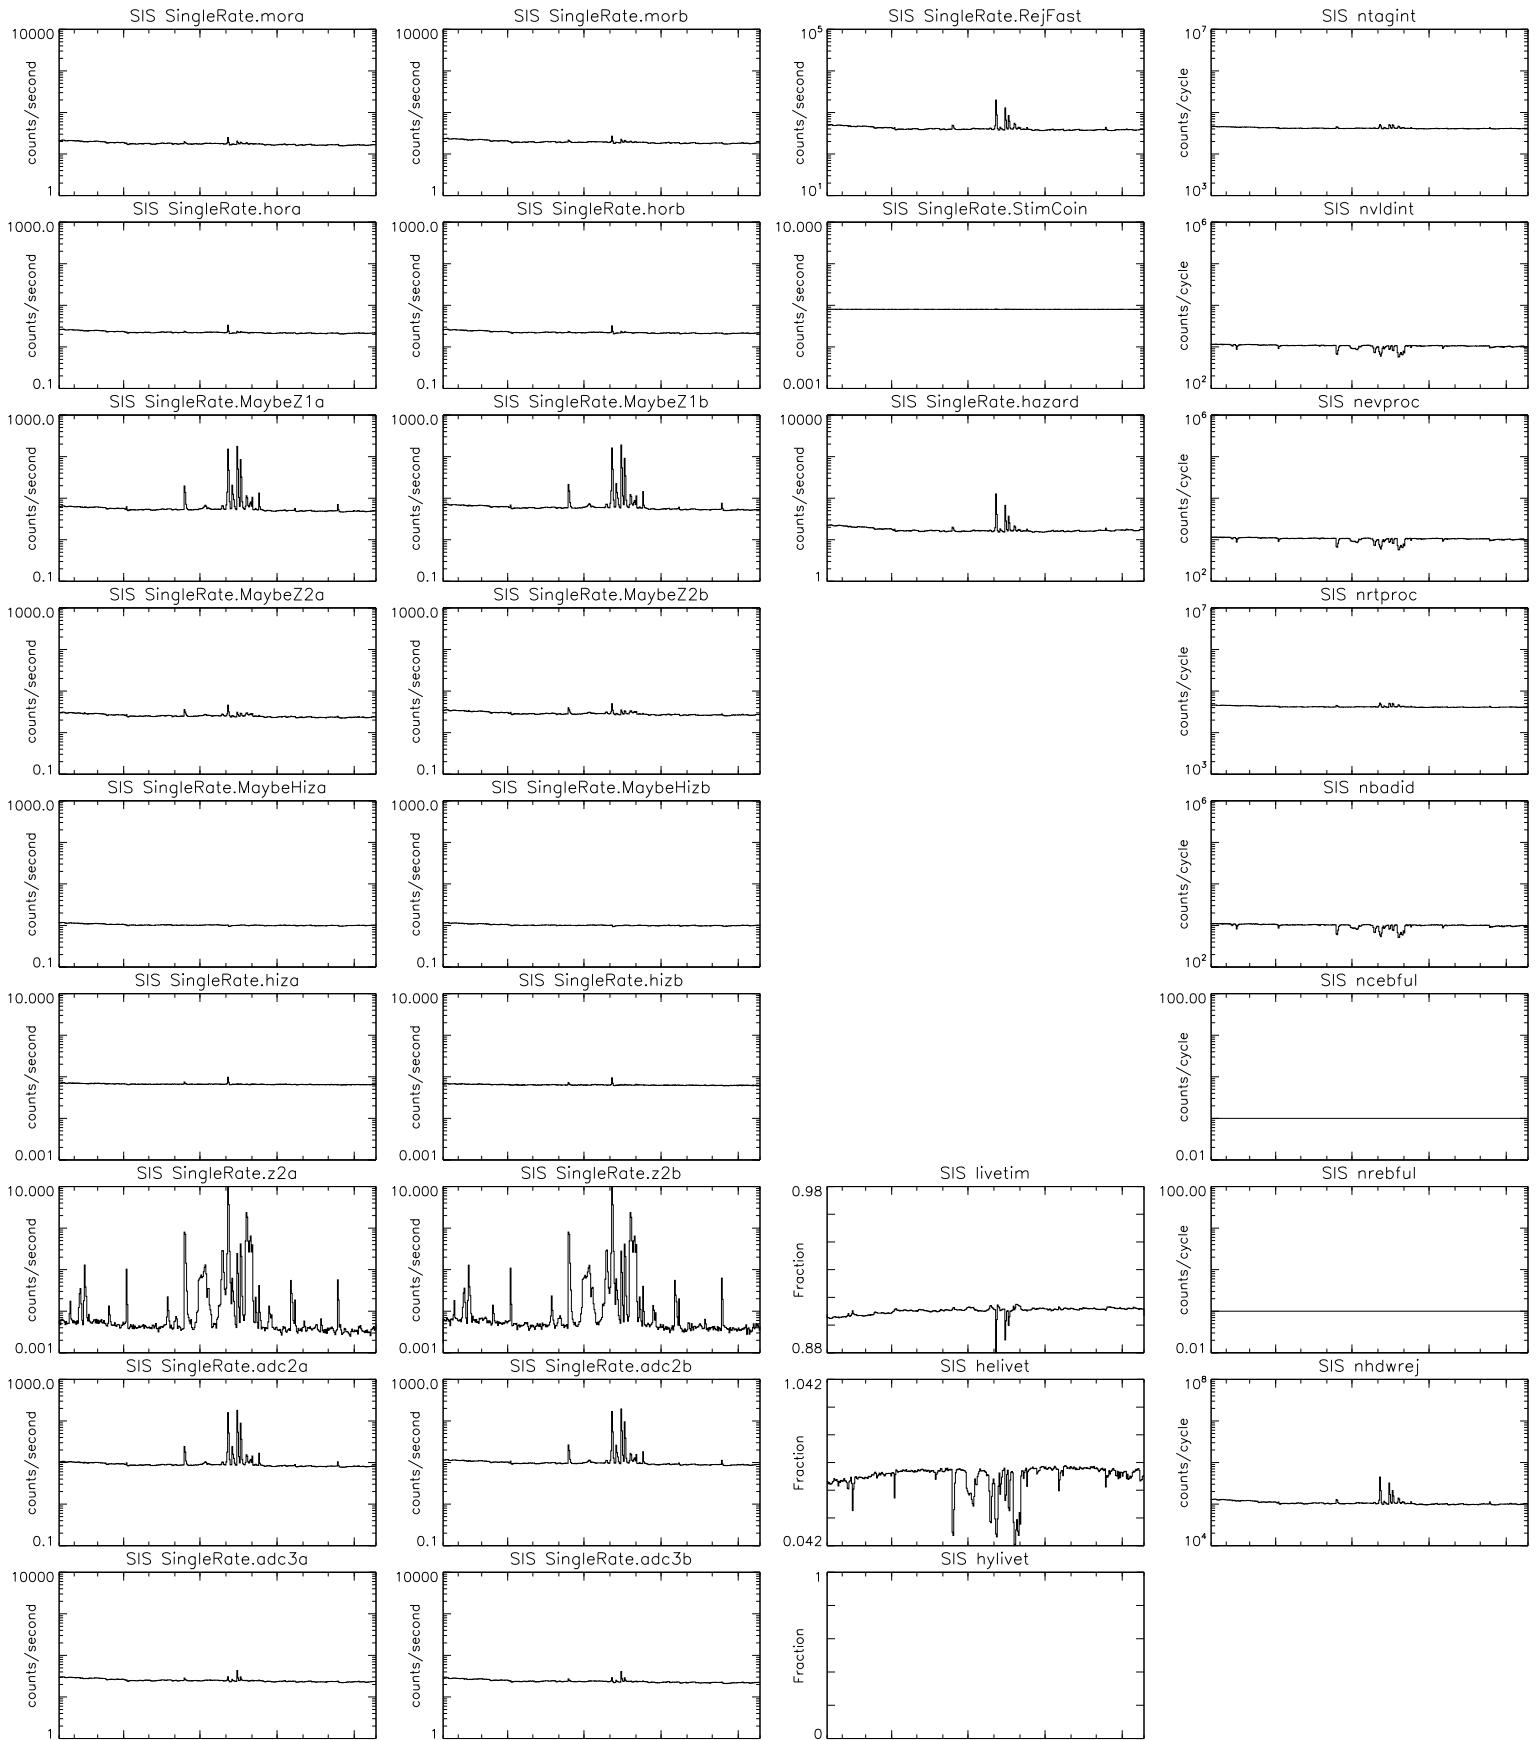 SIS SingleRate.mora
10000
counts/second
1
SIS SingleRate.morb
10000
counts/second
1
SIS SingleRate.RejFast
10⁵
counts/second
10¹
SIS ntagint
10⁷
counts/cycle
10³
SIS SingleRate.hora
1000.0
counts/second
0.1
SIS SingleRate.horb
1000.0
counts/second
0.1
SIS SingleRate.StimCoin
10.000
counts/second
0.001
SIS nvldint
10⁶
counts/cycle
10²
SIS SingleRate.MaybeZ1a
1000.0
counts/second
0.1
SIS SingleRate.MaybeZ1b
1000.0
counts/second
0.1
SIS SingleRate.hazard
10000
counts/second
1
SIS nevproc
10⁶
counts/cycle
10²
SIS SingleRate.MaybeZ2a
1000.0
counts/second
0.1
SIS SingleRate.MaybeZ2b
1000.0
counts/second
0.1
SIS nrtproc
10⁷
counts/cycle
10³
SIS SingleRate.MaybeHiza
1000.0
counts/second
0.1
SIS SingleRate.MaybeHizb
1000.0
counts/second
0.1
SIS nbadid
10⁶
counts/cycle
10²
SIS SingleRate.hiza
10.000
counts/second
0.001
SIS SingleRate.hizb
10.000
counts/second
0.001
SIS ncebful
100.00
counts/cycle
0.01
SIS SingleRate.z2a
10.000
counts/second
0.001
SIS SingleRate.z2b
10.000
counts/second
0.001
SIS livetim
0.98
Fraction
0.88
SIS nrebful
100.00
counts/cycle
0.01
SIS SingleRate.adc2a
1000.0
counts/second
0.1
SIS SingleRate.adc2b
1000.0
counts/second
0.1
SIS helivet
1.042
Fraction
0.042
SIS nhdwrej
10⁸
counts/cycle
10⁴
SIS SingleRate.adc3a
10000
counts/second
1
SIS SingleRate.adc3b
10000
counts/second
1
SIS hylivet
1
Fraction
0